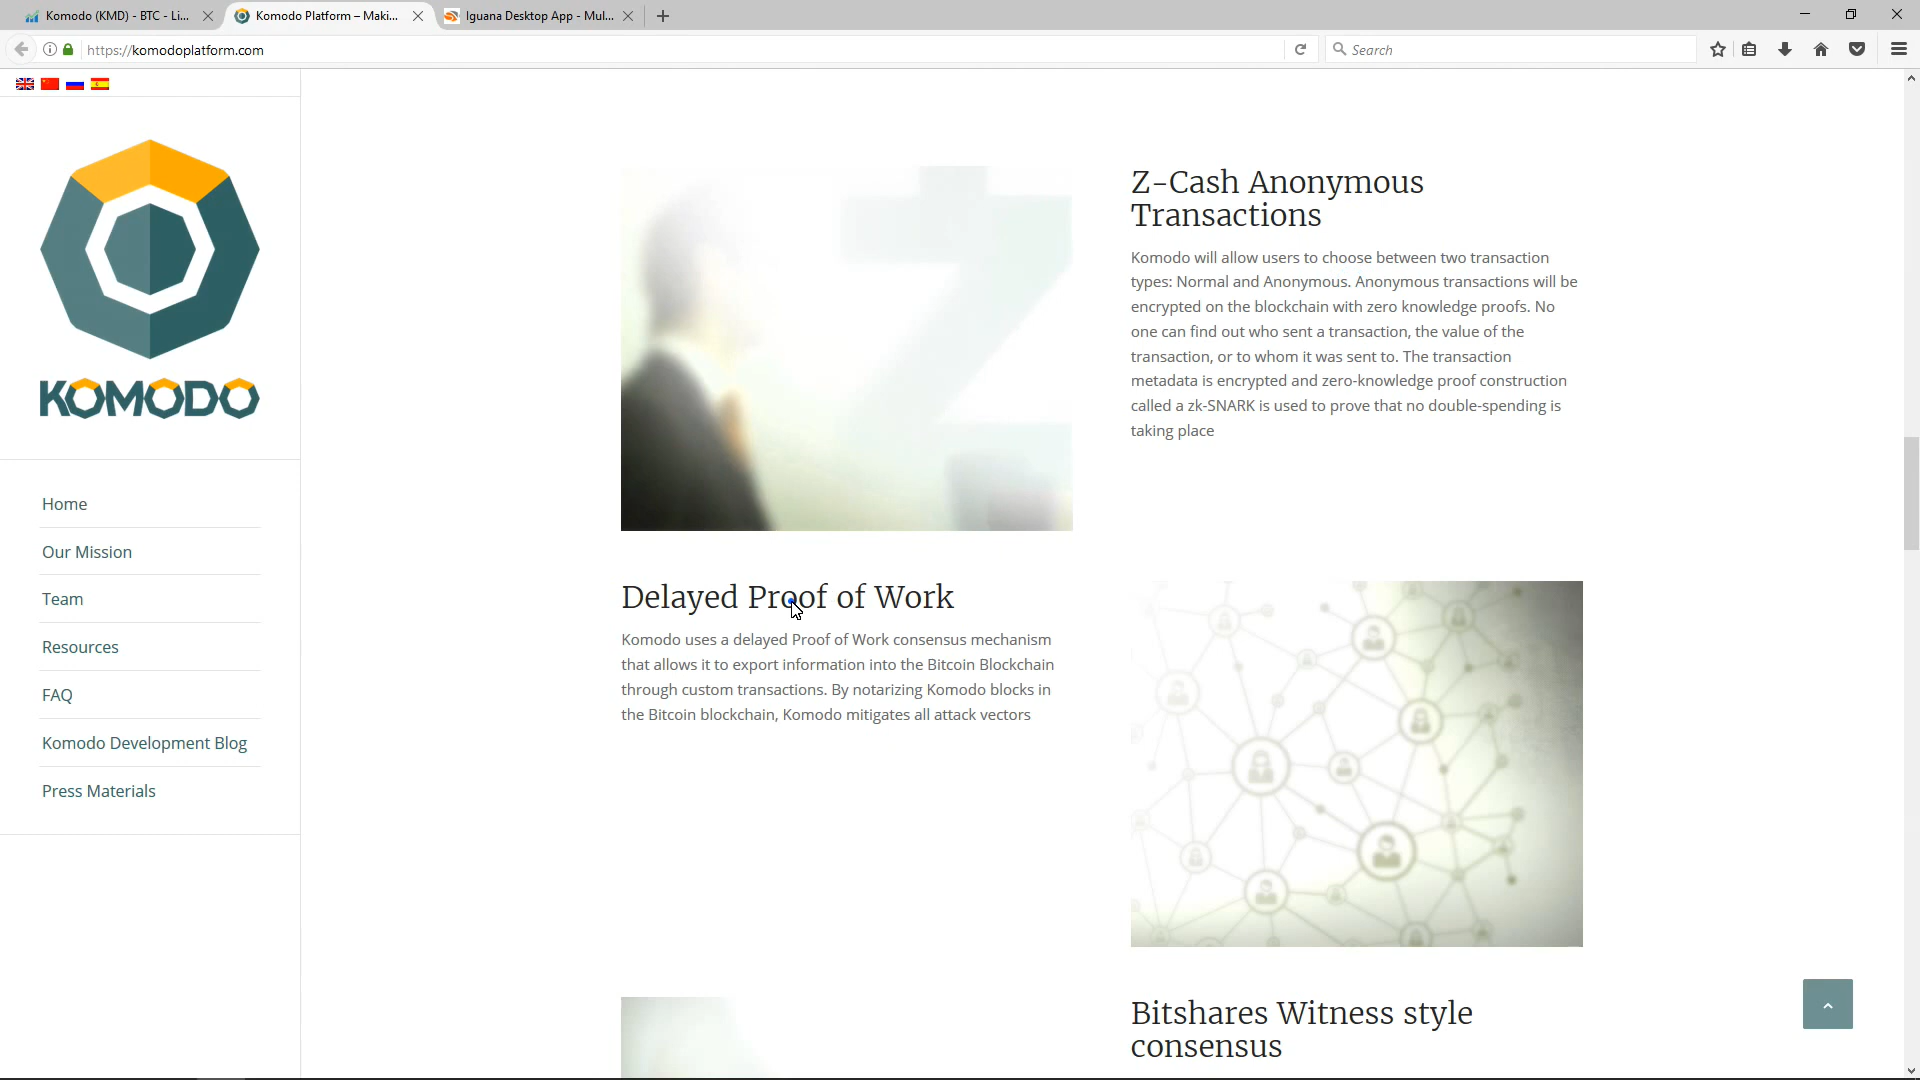 Komodo (KMD) - BTC - Li...
Komodo Platform – Maki...
Iguana Desktop App - Mul...
https://komodoplatform.com
Search
KOMODO
Home
Our Mission
Team
Resources
FAQ
Komodo Development Blog
Press Materials
Z-Cash Anonymous
Transactions
Komodo will allow users to choose between two transaction
types: Normal and Anonymous. Anonymous transactions will be
encrypted on the blockchain with zero knowledge proofs. No
one can find out who sent a transaction, the value of the
transaction, or to whom it was sent to. The transaction
metadata is encrypted and zero-knowledge proof construction
called a zk-SNARK is used to prove that no double-spending is
taking place
Delayed Proof of Work
Komodo uses a delayed Proof of Work consensus mechanism
that allows it to export information into the Bitcoin Blockchain
through custom transactions. By notarizing Komodo blocks in
the Bitcoin blockchain, Komodo mitigates all attack vectors
Bitshares Witness style
consensus